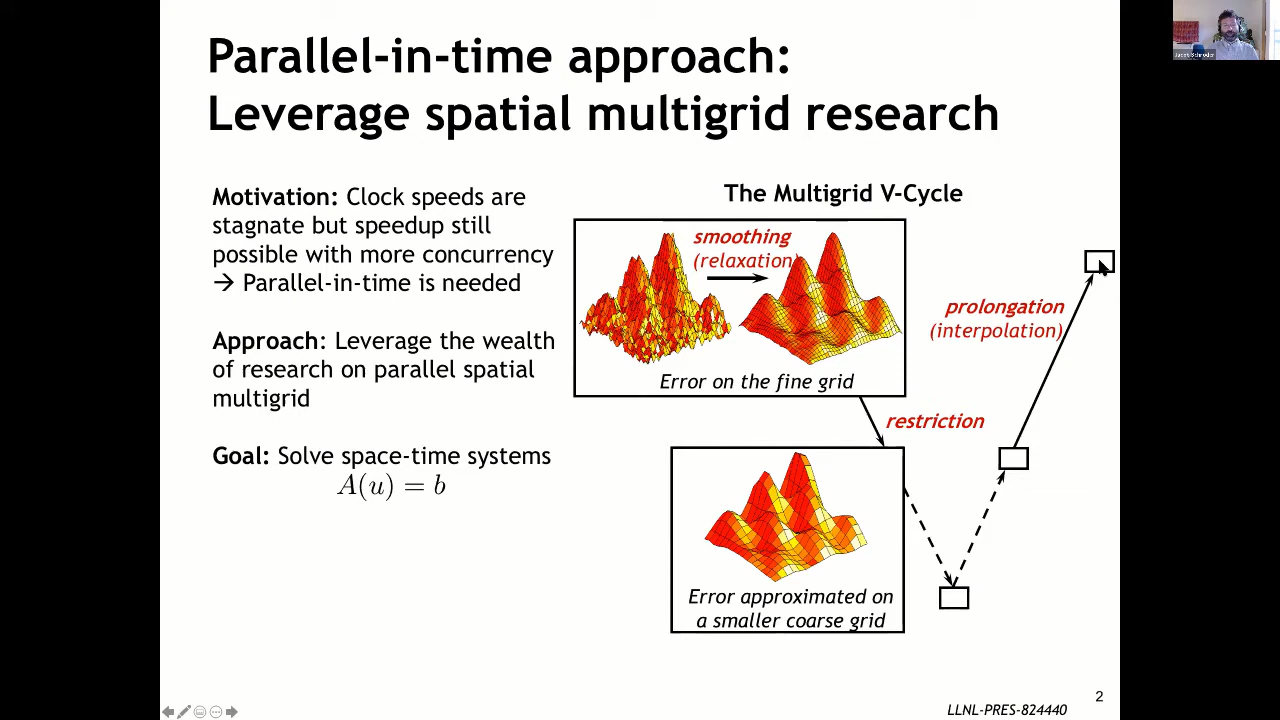 Parallel-in-time approach:
Leverage spatial multigrid research
Motivation: Clock speeds are
stagnate but speedup still
possible with more concurrency
→ Parallel-in-time is needed
Approach: Leverage the wealth
of research on parallel spatial
multigrid
Goal: Solve space-time systems
A(u) = b
The Multigrid V-Cycle
smoothing
(relaxation)
Error on the fine grid
restriction
prolongation
(interpolation)
Error approximated on
a smaller coarse grid
2
LLNL-PRES-824440
Jacob Schroder